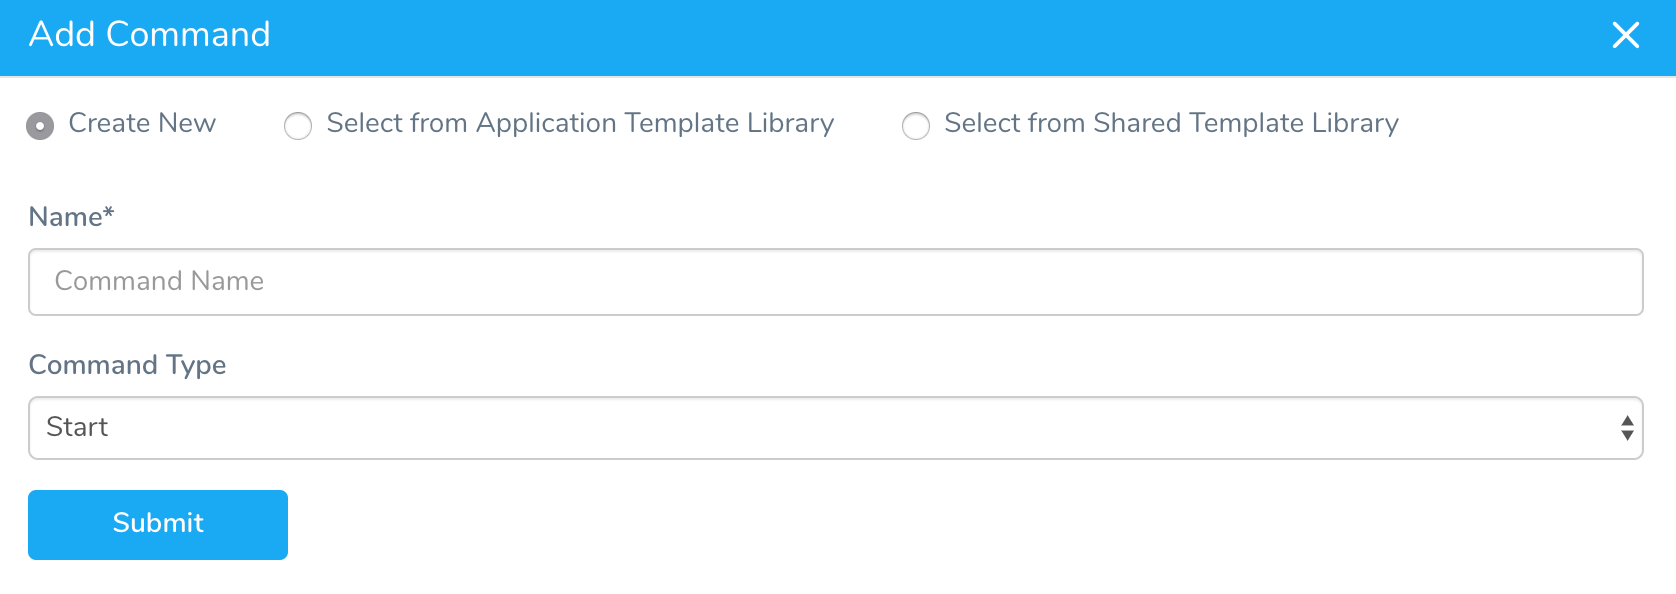 Add Command
Create New Select from Application Template Library Select from Shared Template Library
Name*
Command Name
Command Type
Start
Submit